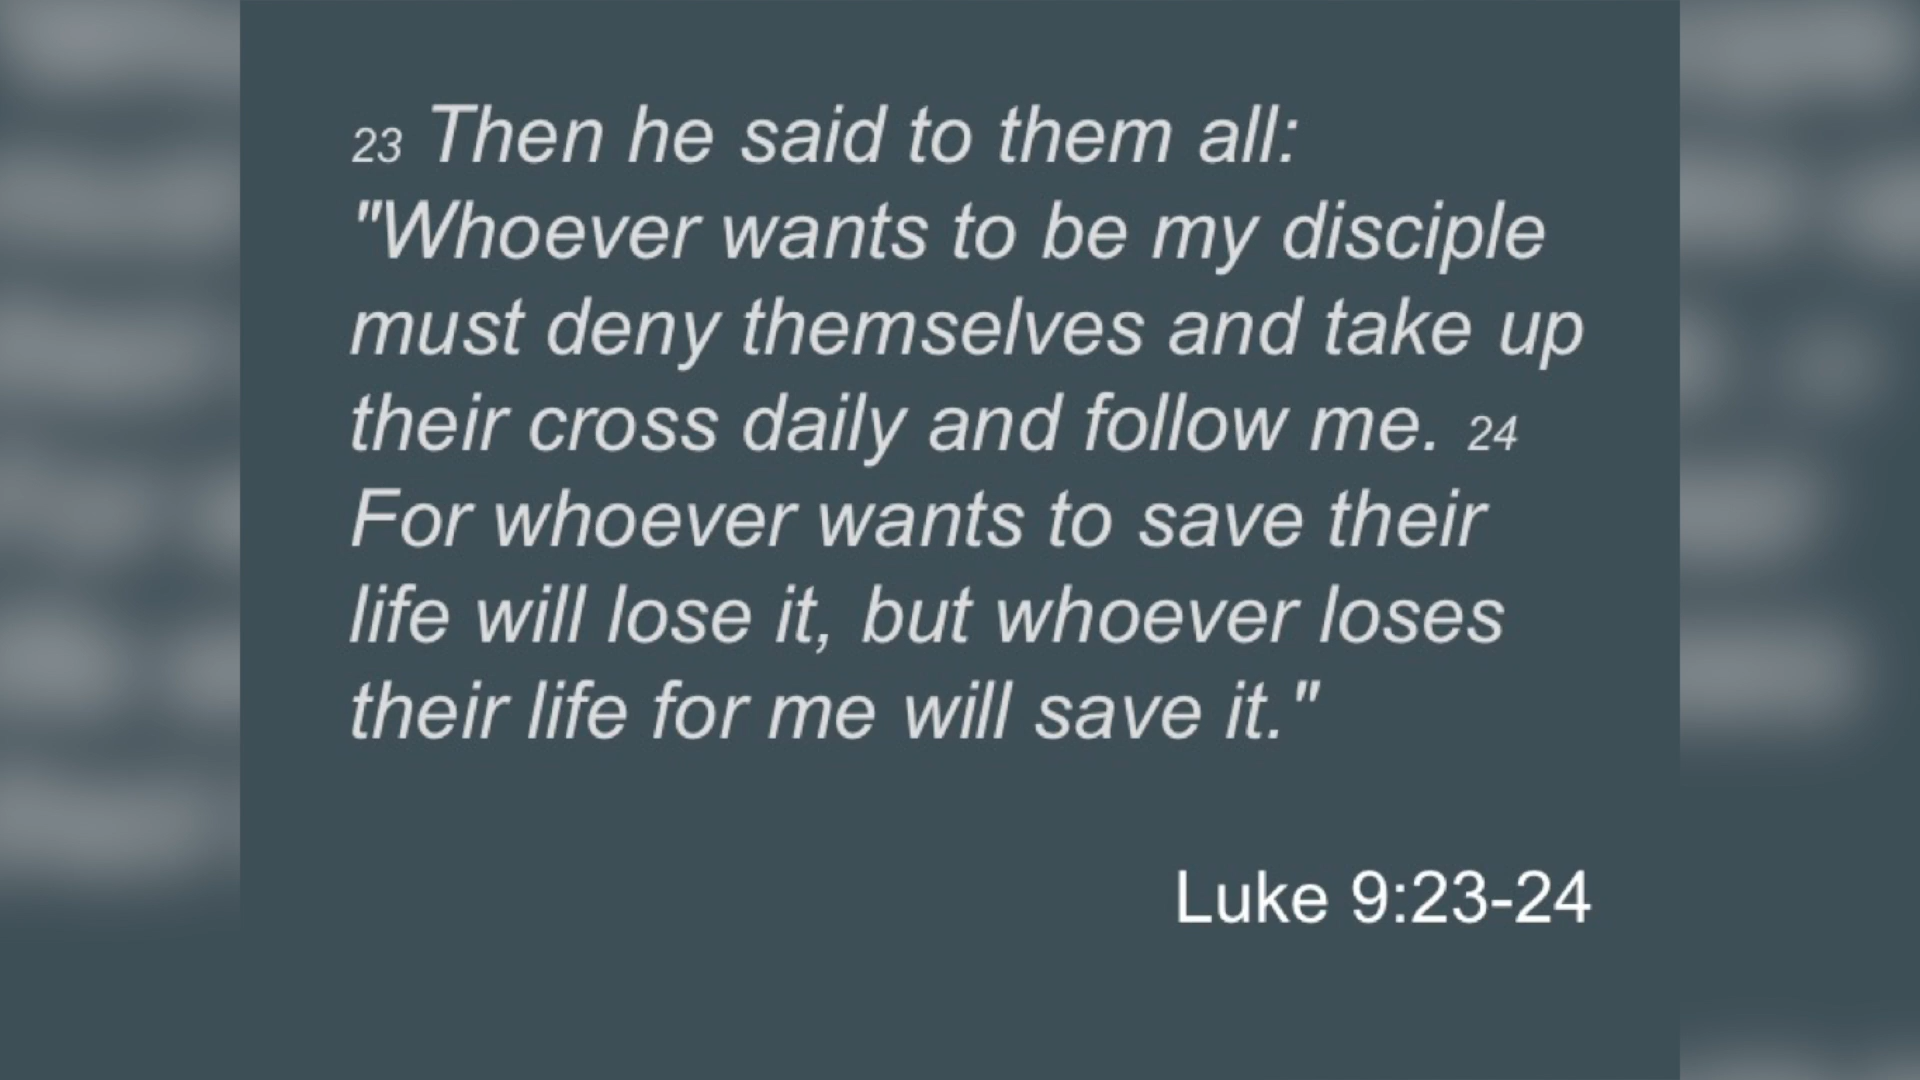 23 Then he said to them all:
"Whoever wants to be my disciple
must deny themselves and take up
their cross daily and follow me. 24
For whoever wants to save their
life will lose it, but whoever loses
their life for me will save it."
Luke 9:23-24